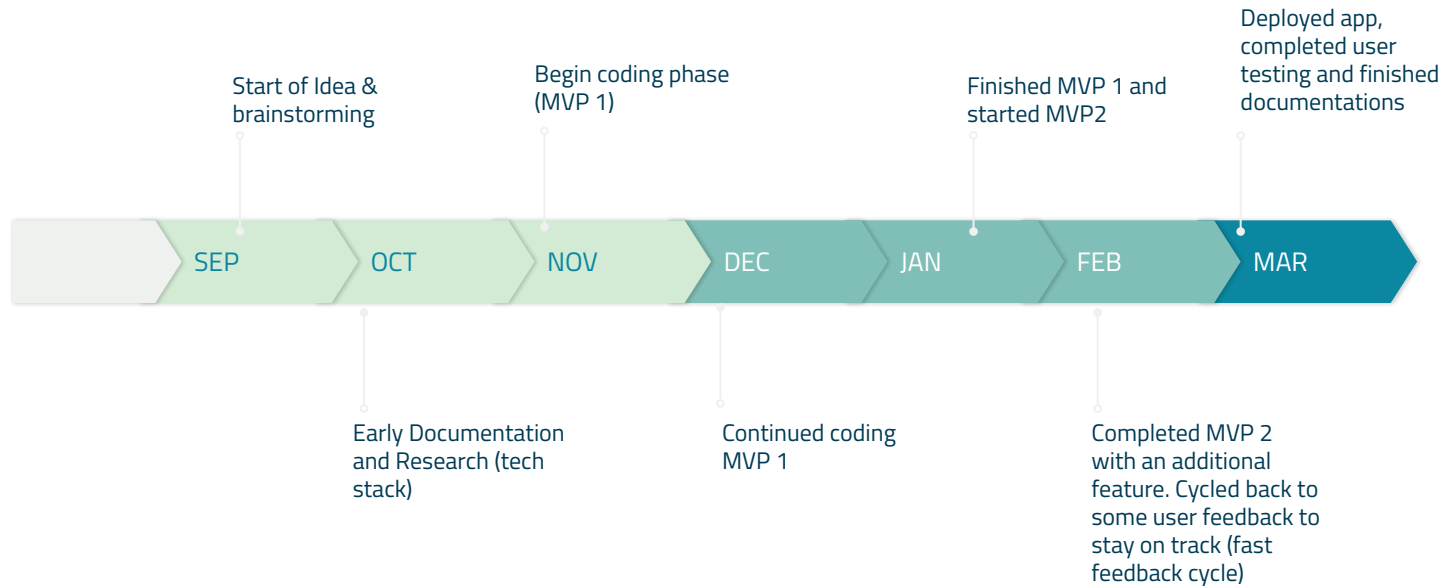 Deployed app,
completed user
testing and finished
documentations
Start of Idea &
brainstorming
Begin coding phase
(MVP 1)
Finished MVP 1 and
started MVP2
SEP
OCT
NOV
DEC
JAN
FEB
MAR
Early Documentation
and Research (tech
stack)
Continued coding
MVP 1
Completed MVP 2
with an additional
feature. Cycled back to
some user feedback to
stay on track (fast
feedback cycle)